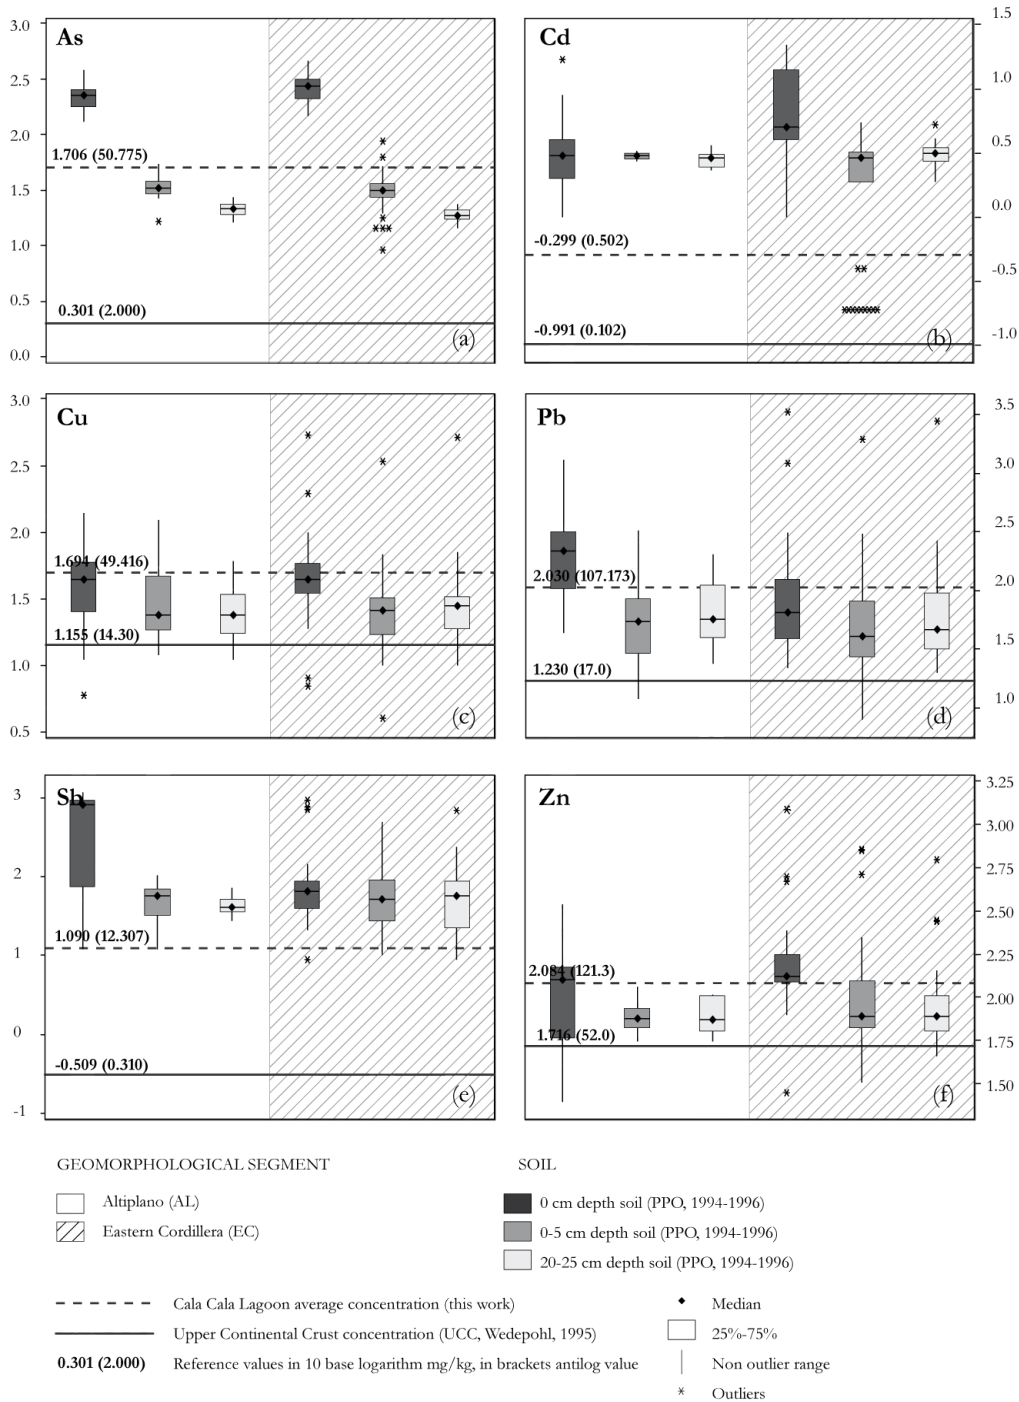 As
3.0
2.5
2.0
1.5
1.0
0.5
0.0
1.706 (50.775)
0.301 (2.000)
(a)
Cd
1.5
1.0
0.5
0.0
-0.5
-1.0
-0.299 (0.502)
-0.991 (0.102)
(b)
Cu
3.0
2.5
2.0
1.5
1.0
0.5
1.694 (49.416)
1.155 (14.30)
(c)
Pb
3.5
3.0
2.5
2.0
1.5
1.0
2.030 (107.173)
1.230 (17.0)
(d)
Sb
3
2
1
0
-1
1.090 (12.307)
-0.509 (0.310)
(e)
Zn
3.25
3.00
2.75
2.50
2.25
2.00
1.75
1.50
2.084 (121.3)
1.716 (52.0)
(f)
GEOMORPHOLOGICAL SEGMENT
Altiplano (AL)
Eastern Cordillera (EC)
SOIL
0 cm depth soil (PPO, 1994-1996)
0-5 cm depth soil (PPO, 1994-1996)
20-25 cm depth soil (PPO, 1994-1996)
Cala Cala Lagoon average concentration (this work)
Upper Continental Crust concentration (UCC, Wedepohl, 1995)
0.301 (2.000) Reference values in 10 base logarithm mg/kg, in brackets antilog value
Median
25%-75%
Non outlier range
Outliers